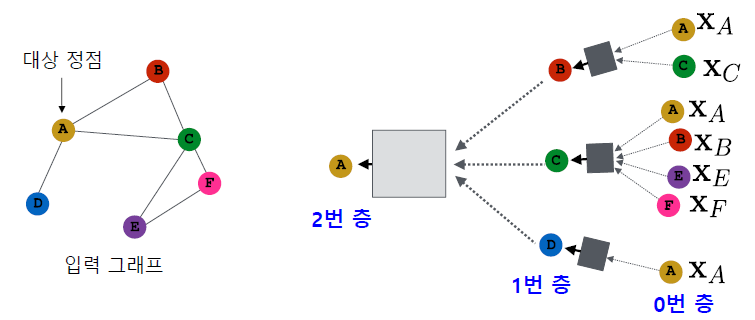 대상 정점
A
B
C
D
E
F
입력 그래프
A
2번 층
B
C
D
1번 층
A x_A
C x_C
A x_A
B x_B
E x_E
F x_F
A x_A
0번 층